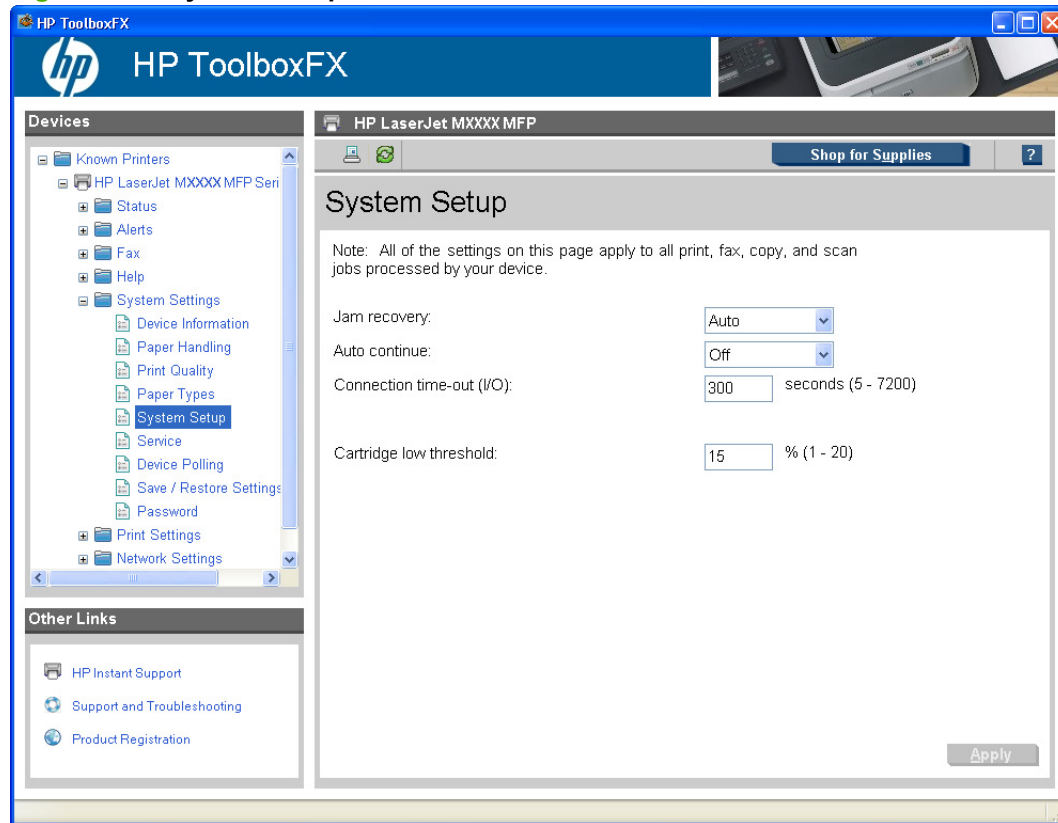 HP ToolboxFX
hp
HP ToolboxFX
Devices
Known Printers
HP LaserJet MXXXX MFP Seri
Status
Alerts
Fax
Help
System Settings
Device Information
Paper Handling
Print Quality
Paper Types
System Setup
Service
Device Polling
Save / Restore Settings
Password
Print Settings
Network Settings
Other Links
HP Instant Support
Support and Troubleshooting
Product Registration
HP LaserJet MXXXX MFP
Shop for Supplies
?
System Setup
Note: All of the settings on this page apply to all print, fax, copy, and scan
jobs processed by your device.
Jam recovery: Auto
Auto continue: Off
Connection time-out (I/O): 300 seconds (5 - 7200)
Cartridge low threshold: 15 % (1 - 20)
Apply